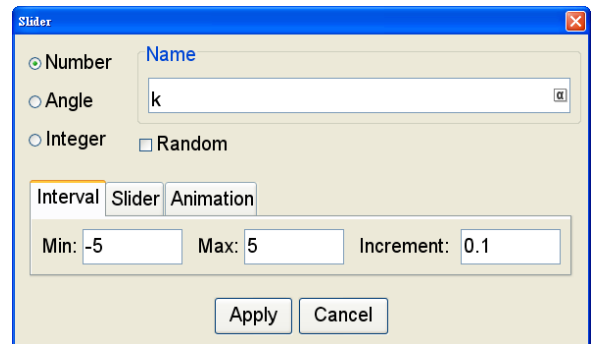 Slider
Number
Name
Angle
k
α
Integer
Random
Interval Slider Animation
Min: -5 Max: 5 Increment: 0.1
Apply Cancel